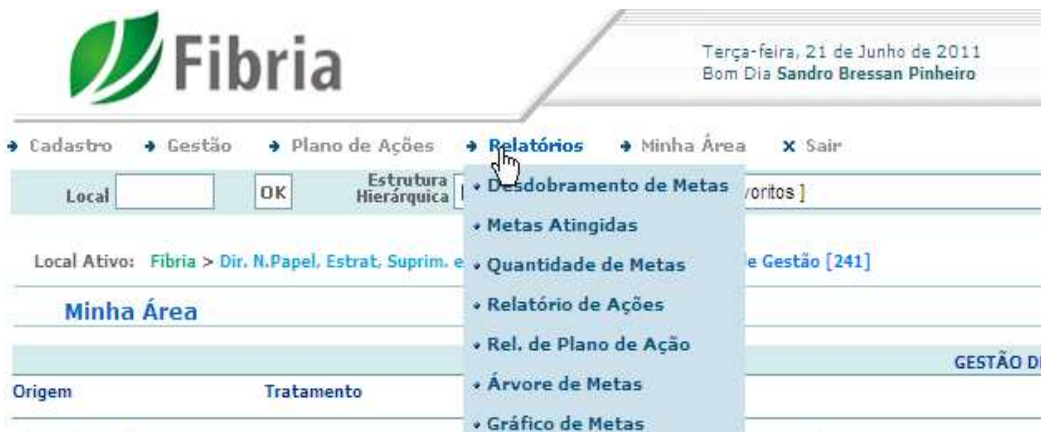 Fibria
Terça-feira, 21 de Junho de 2011
Bom Dia Sandro Bressan Pinheiro
Cadastro Gestão Plano de Ações Relatórios Minha Área x Sair
Local OK Estrutura Hierárquica voritos ]
Desdobramento de Metas
Metas Atingidas
Local Ativo: Fibria > Dir. N.Papel, Estrat, Suprim. e Gestão [241]
Quantidade de Metas
Minha Área
Relatório de Ações
Rel. de Plano de Ação
GESTÃO D
Origem Tratamento
Árvore de Metas
Gráfico de Metas